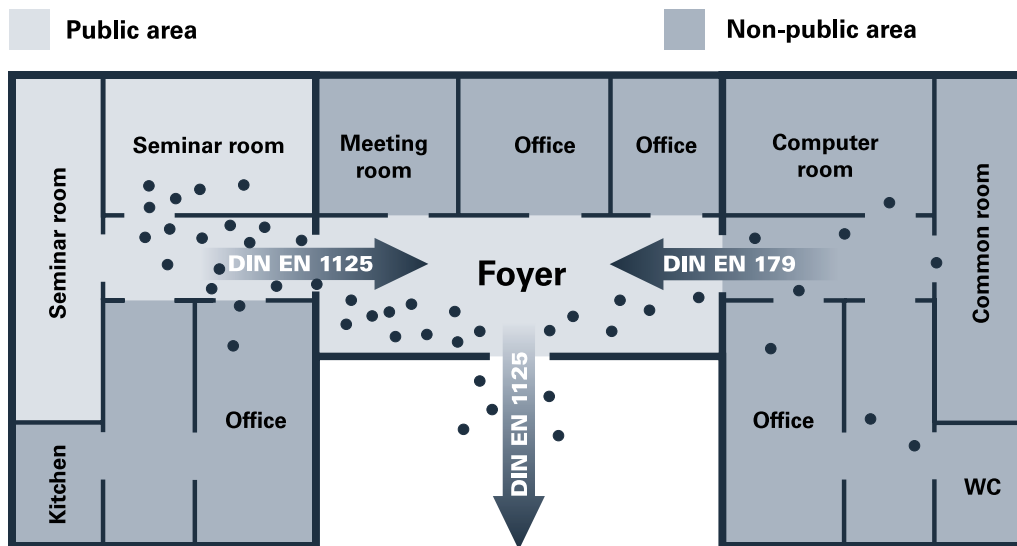 Public area
Non-public area
Seminar room
Meeting
room
Office
Office
Computer
room
Seminar room
Common room
DIN EN 1125
Foyer
DIN EN 179
DIN EN 1125
Office
Office
Kitchen
WC